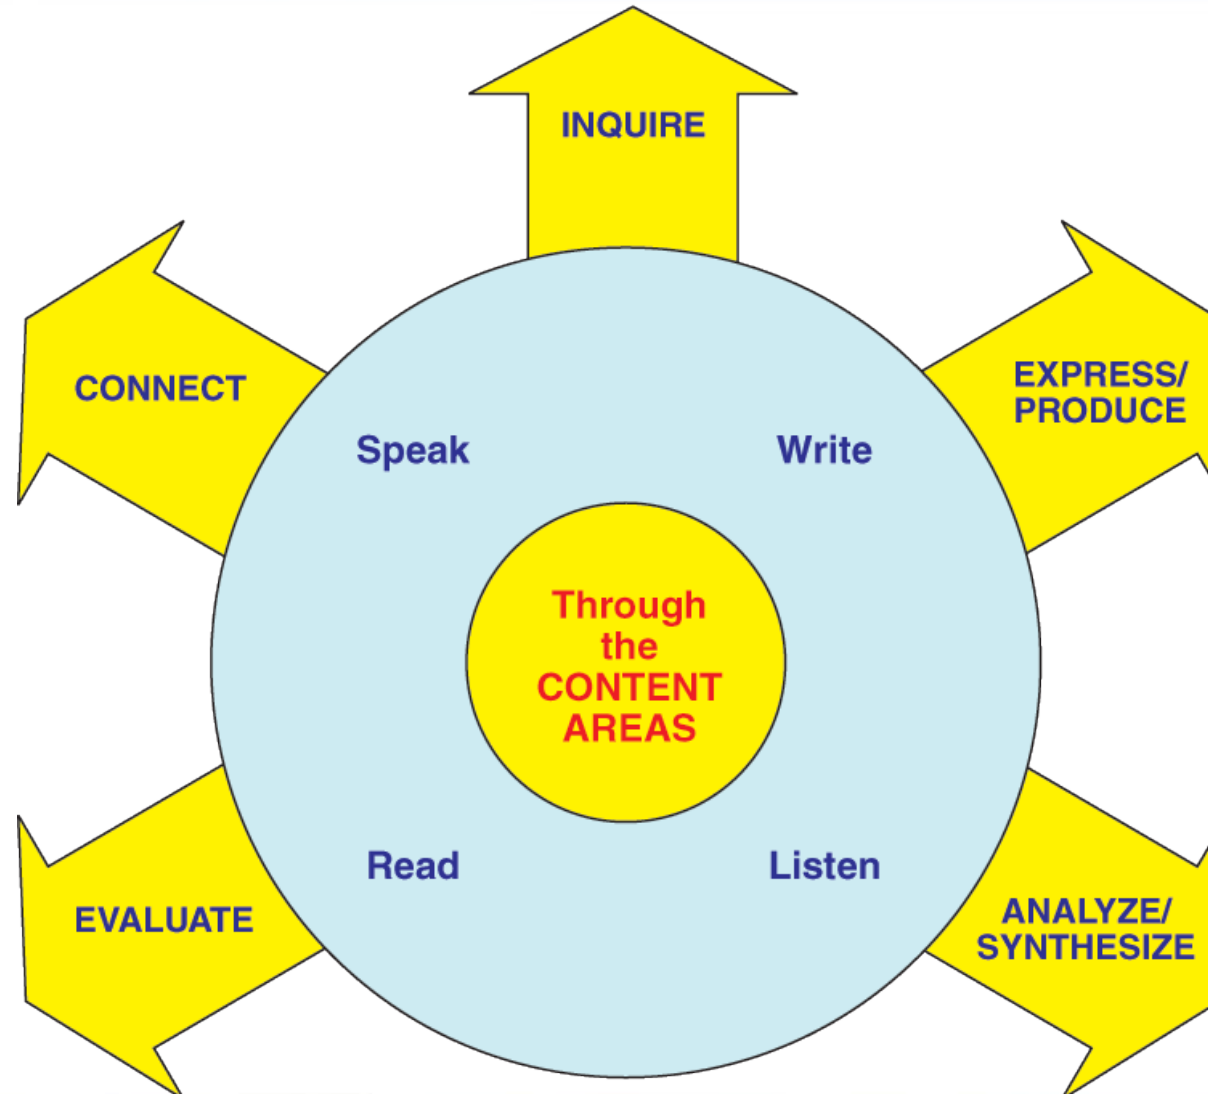 INQUIRE
CONNECT
EXPRESS/
PRODUCE
Speak
Write
Through
the
CONTENT
AREAS
Read
Listen
EVALUATE
ANALYZE/
SYNTHESIZE